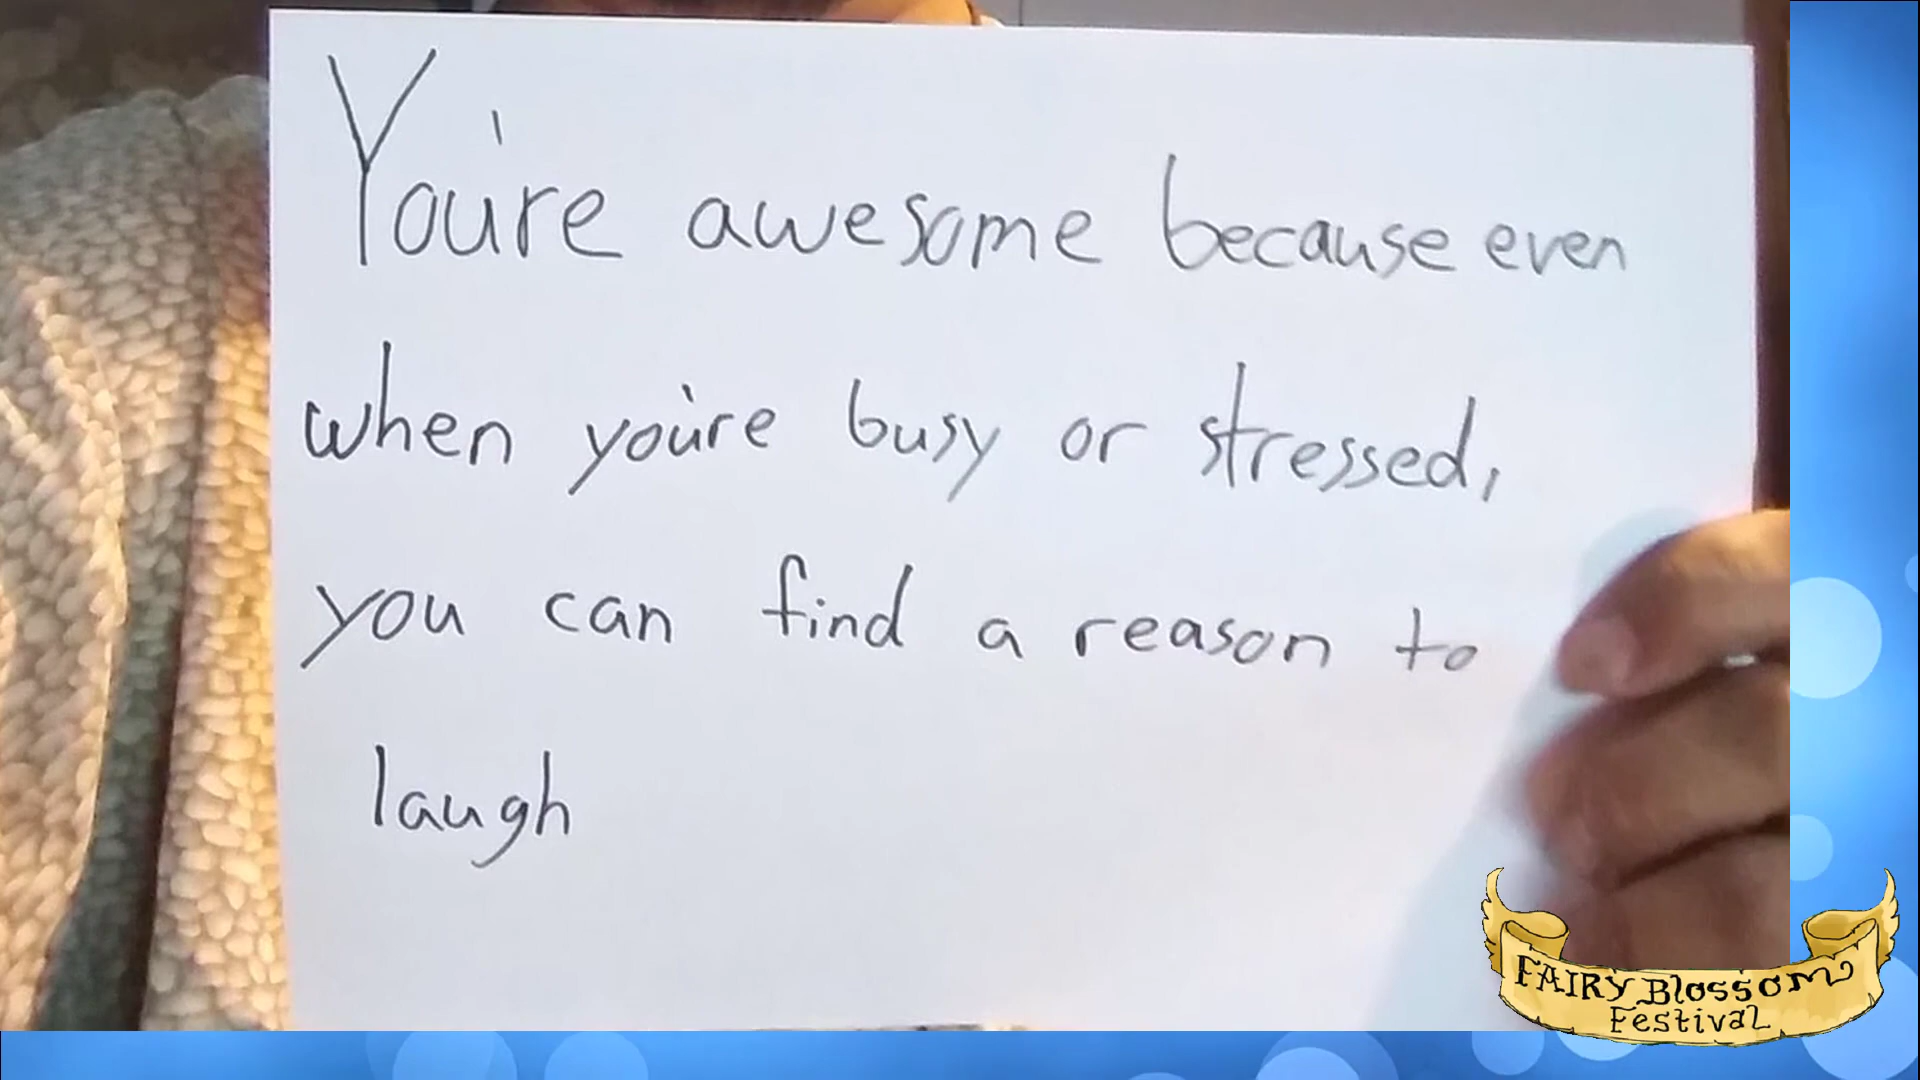 You're awesome because even
when you're busy or stressed,
you can find a reason to
laugh
FAIRY Blossom
Festival